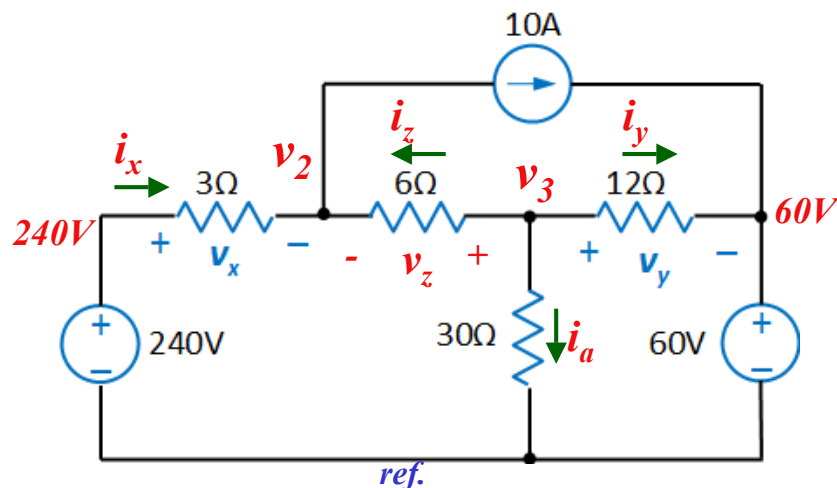 10A
i_z i_y
i_x v_2 v_3
3Ω 6Ω 12Ω
240V 60V
+ v_x − - v_z + + v_y −
+ 240V − 30Ω i_a 60V + −
ref.